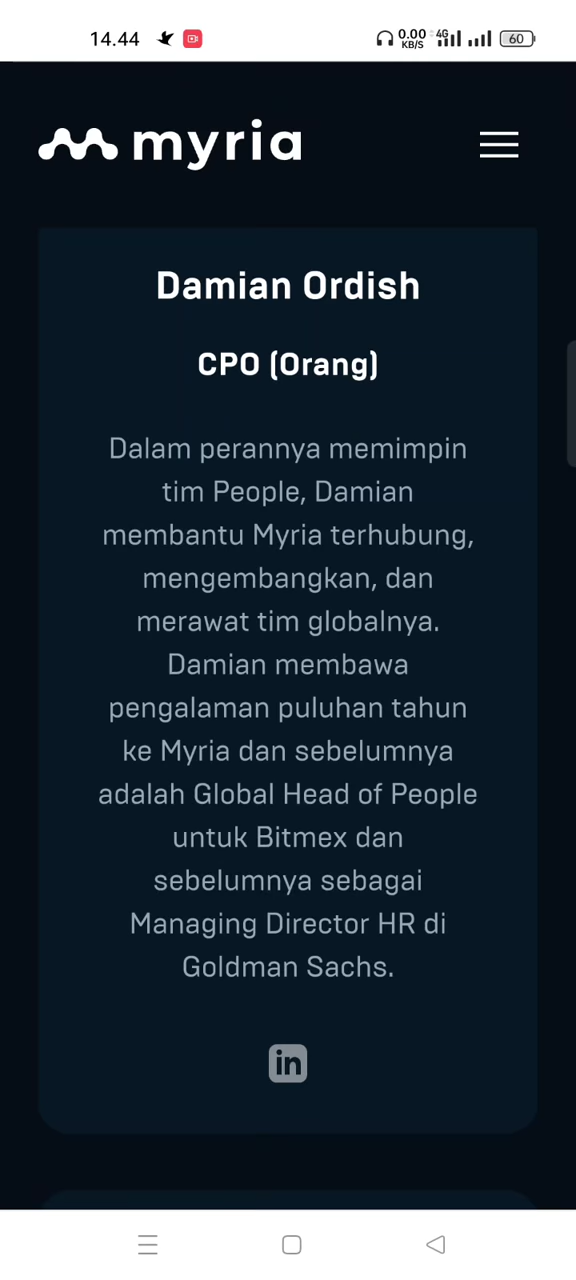 14.44 0.00 KB/S 4G 60
myria
Damian Ordish
CPO (Orang)
Dalam perannya memimpin
tim People, Damian
membantu Myria terhubung,
mengembangkan, dan
merawat tim globalnya.
Damian membawa
pengalaman puluhan tahun
ke Myria dan sebelumnya
adalah Global Head of People
untuk Bitmex dan
sebelumnya sebagai
Managing Director HR di
Goldman Sachs.
in